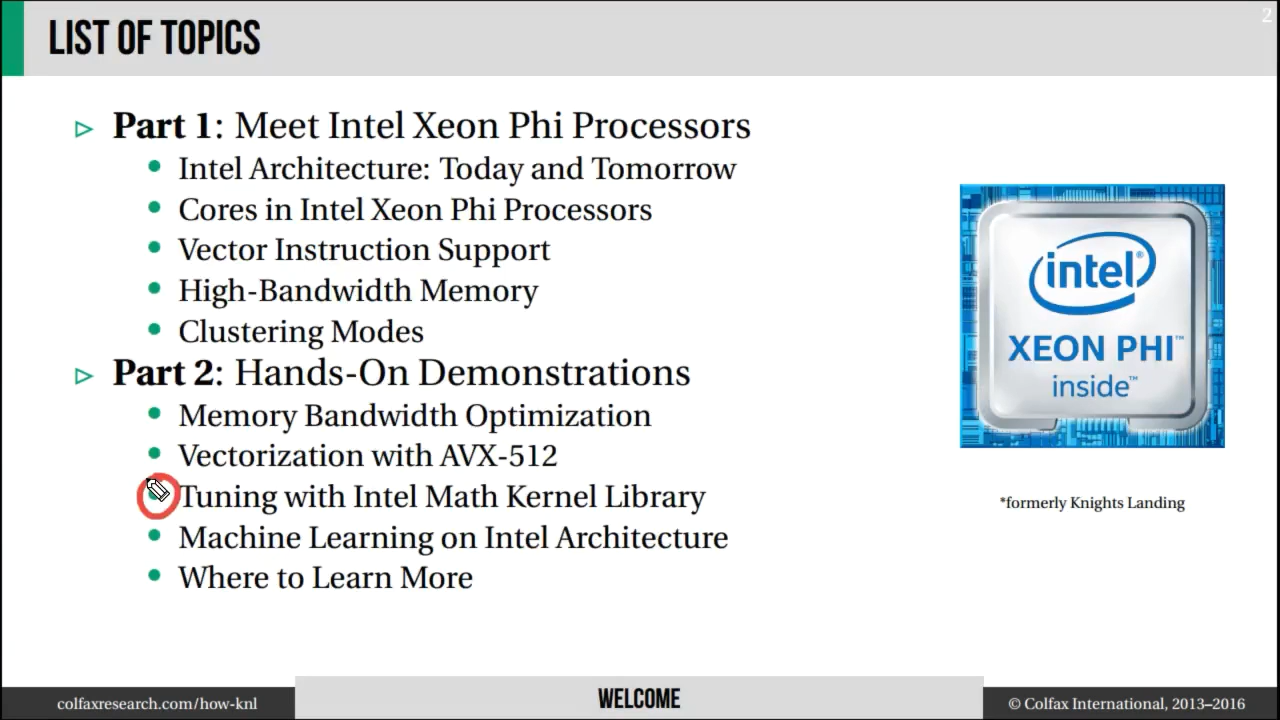 2
LIST OF TOPICS
Part 1: Meet Intel Xeon Phi Processors
Intel Architecture: Today and Tomorrow
Cores in Intel Xeon Phi Processors
Vector Instruction Support
High-Bandwidth Memory
Clustering Modes
Part 2: Hands-On Demonstrations
Memory Bandwidth Optimization
Vectorization with AVX-512
Tuning with Intel Math Kernel Library
Machine Learning on Intel Architecture
Where to Learn More
intel®
XEON PHI™
inside™
*formerly Knights Landing
colfaxresearch.com/how-knl
WELCOME
© Colfax International, 2013–2016